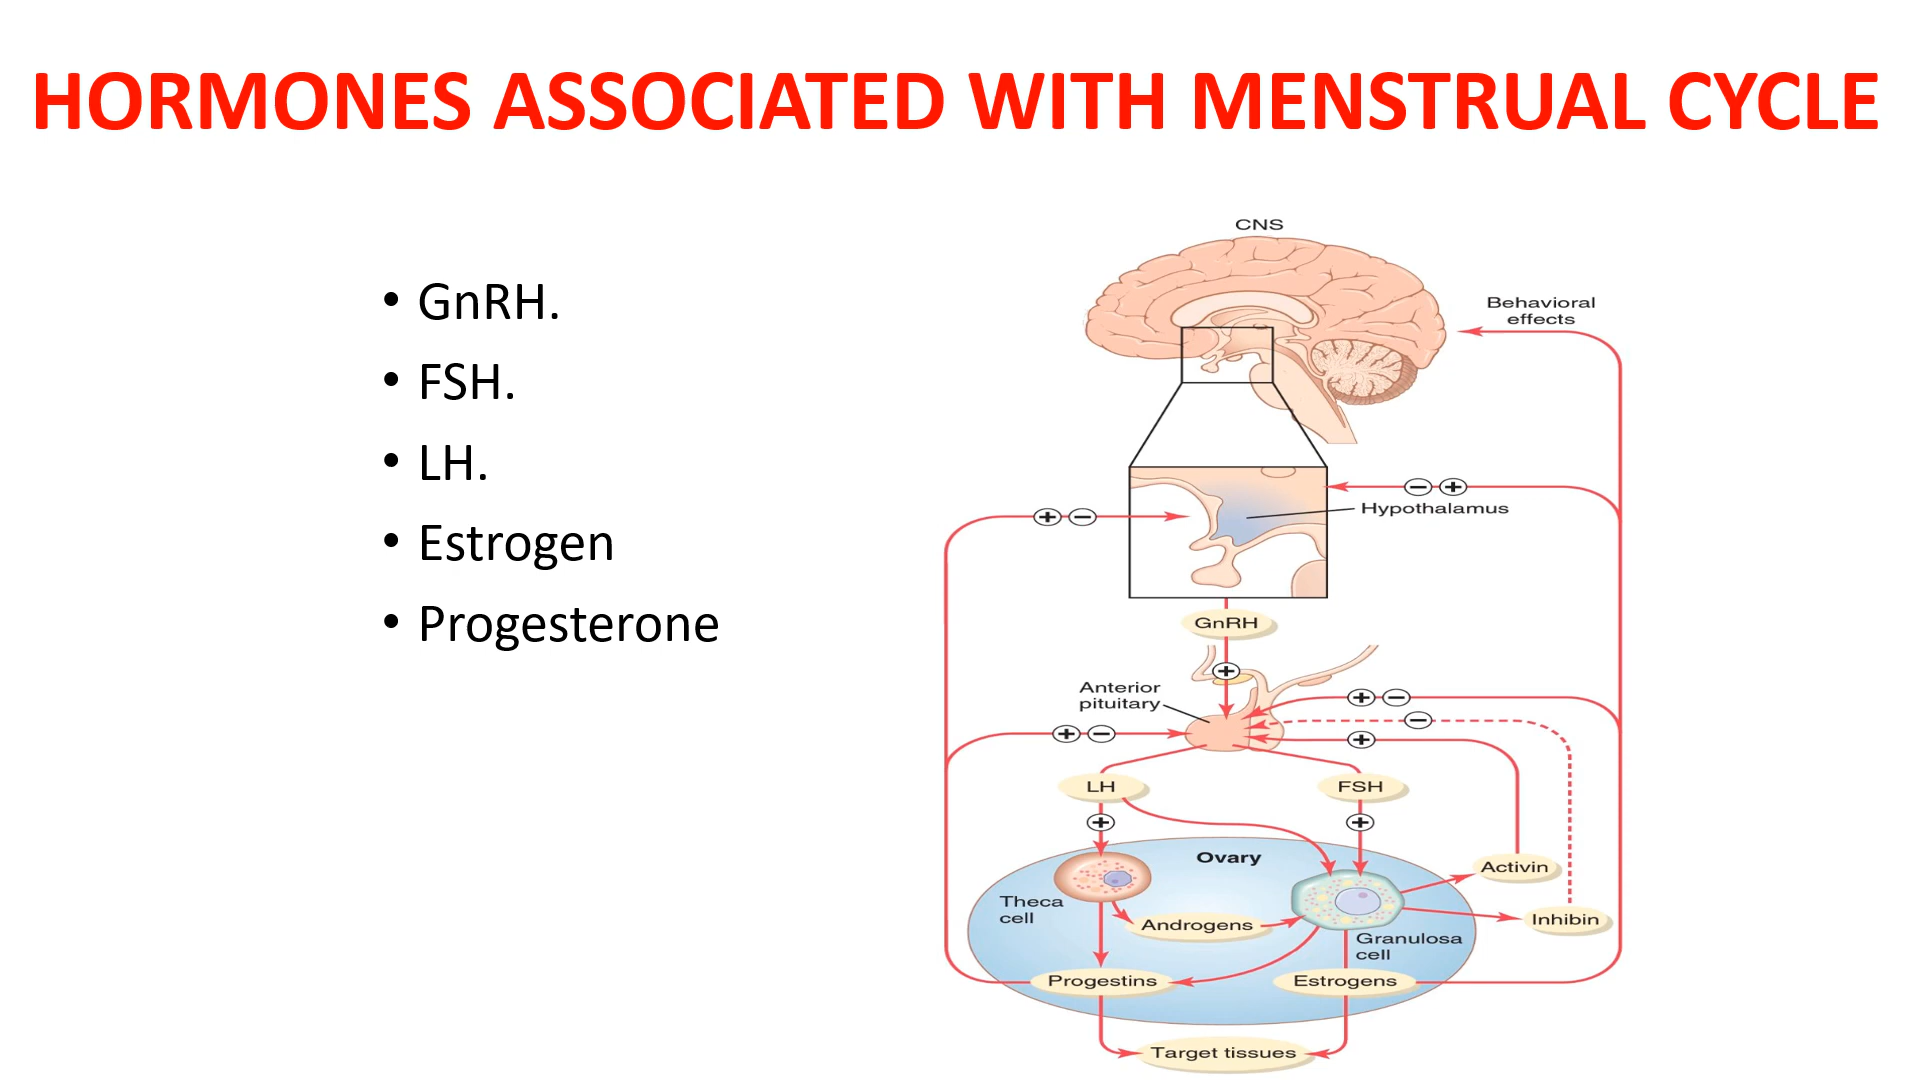 HORMONES ASSOCIATED WITH MENSTRUAL CYCLE
• GnRH.
• FSH.
• LH.
• Estrogen
• Progesterone
CNS
Behavioral
effects
− +
Hypothalamus
+ −
GnRH
+
Anterior
pituitary
+ −
−
+
+ −
LH
FSH
+
+
Ovary
Activin
Theca
cell
Inhibin
Androgens
Granulosa
cell
Progestins
Estrogens
Target tissues